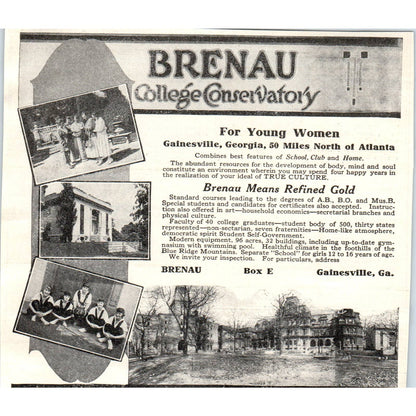 BRENAU
College Conservatory
For Young Women
Gainesville, Georgia, 50 Miles North of Atlanta
Combines best features of School, Club and Home.
The abundant resources for the development of body, mind and soul
constitute an environment wherein you may spend four happy years in
the realization of your ideal of TRUE CULTURE.
Brenau Means Refined Gold
Standard courses leading to the degrees of A.B., B.O. and Mus.B.
Special students and candidates for certificates also accepted. Instruc-
tion also offered in art—household economics—secretarial branches and
physical culture.
Faculty of 40 college graduates—student body of 500, thirty states
represented—non-sectarian, seven fraternities—Home-like atmosphere,
democratic spirit Student Self-Government.
Modern equipment, 96 acres, 32 buildings, including up-to-date gym-
nasium with swimming pool. Healthful climate in the foothills of the
Blue Ridge Mountains. Separate "School" for girls 12 to 16 years of age.
We invite your inspection. For particulars, address
BRENAU Box E Gainesville, Ga.